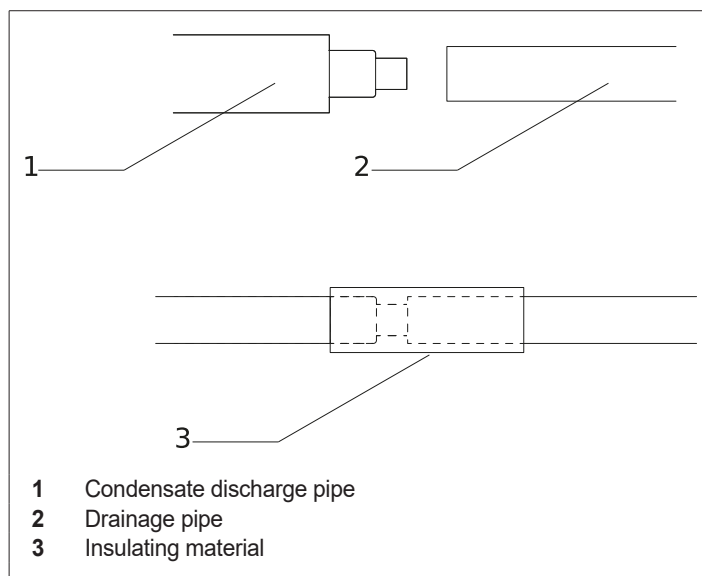 1
2
3
1 Condensate discharge pipe
2 Drainage pipe
3 Insulating material